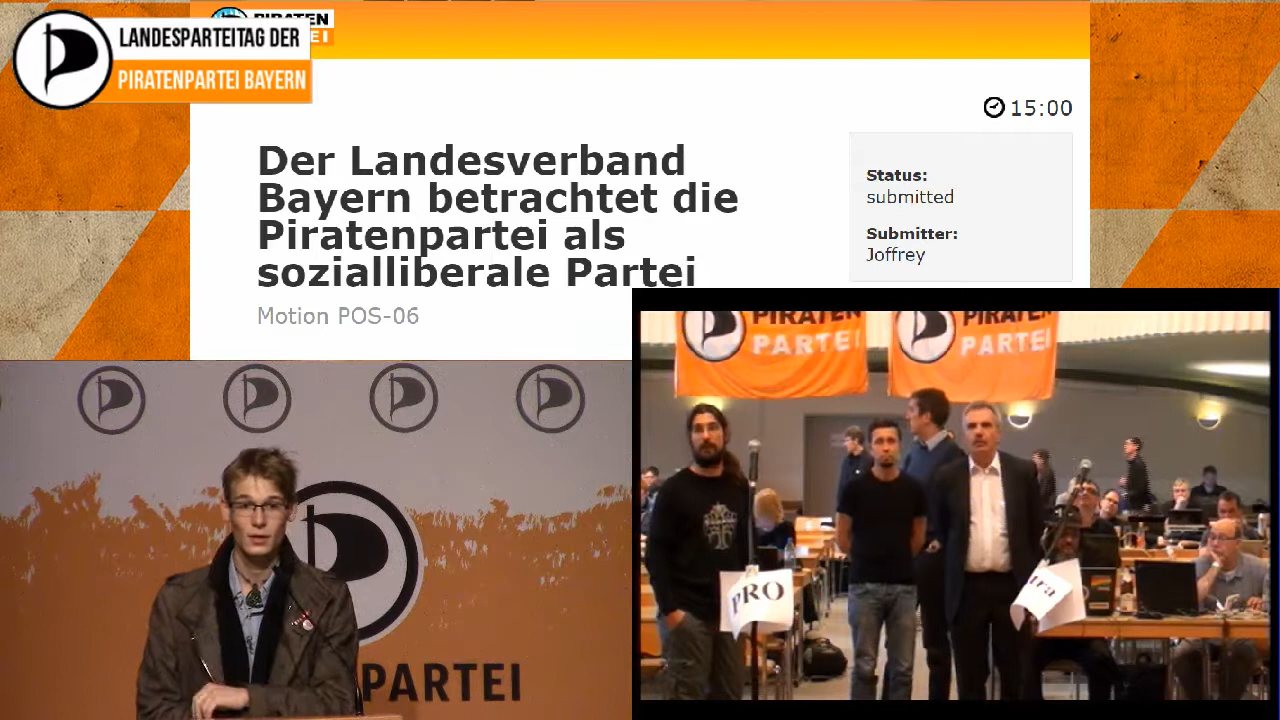 LANDESPARTEITAG DER
PIRATENPARTEI BAYERN
PIRATEN
15:00
Der Landesverband
Bayern betrachtet die
Piratenpartei als
sozialliberale Partei
Motion POS-06
Status:
submitted
Submitter:
Joffrey
PIRATEN
PARTEI
PIRATEN
PARTEI
PRO
PARTEI